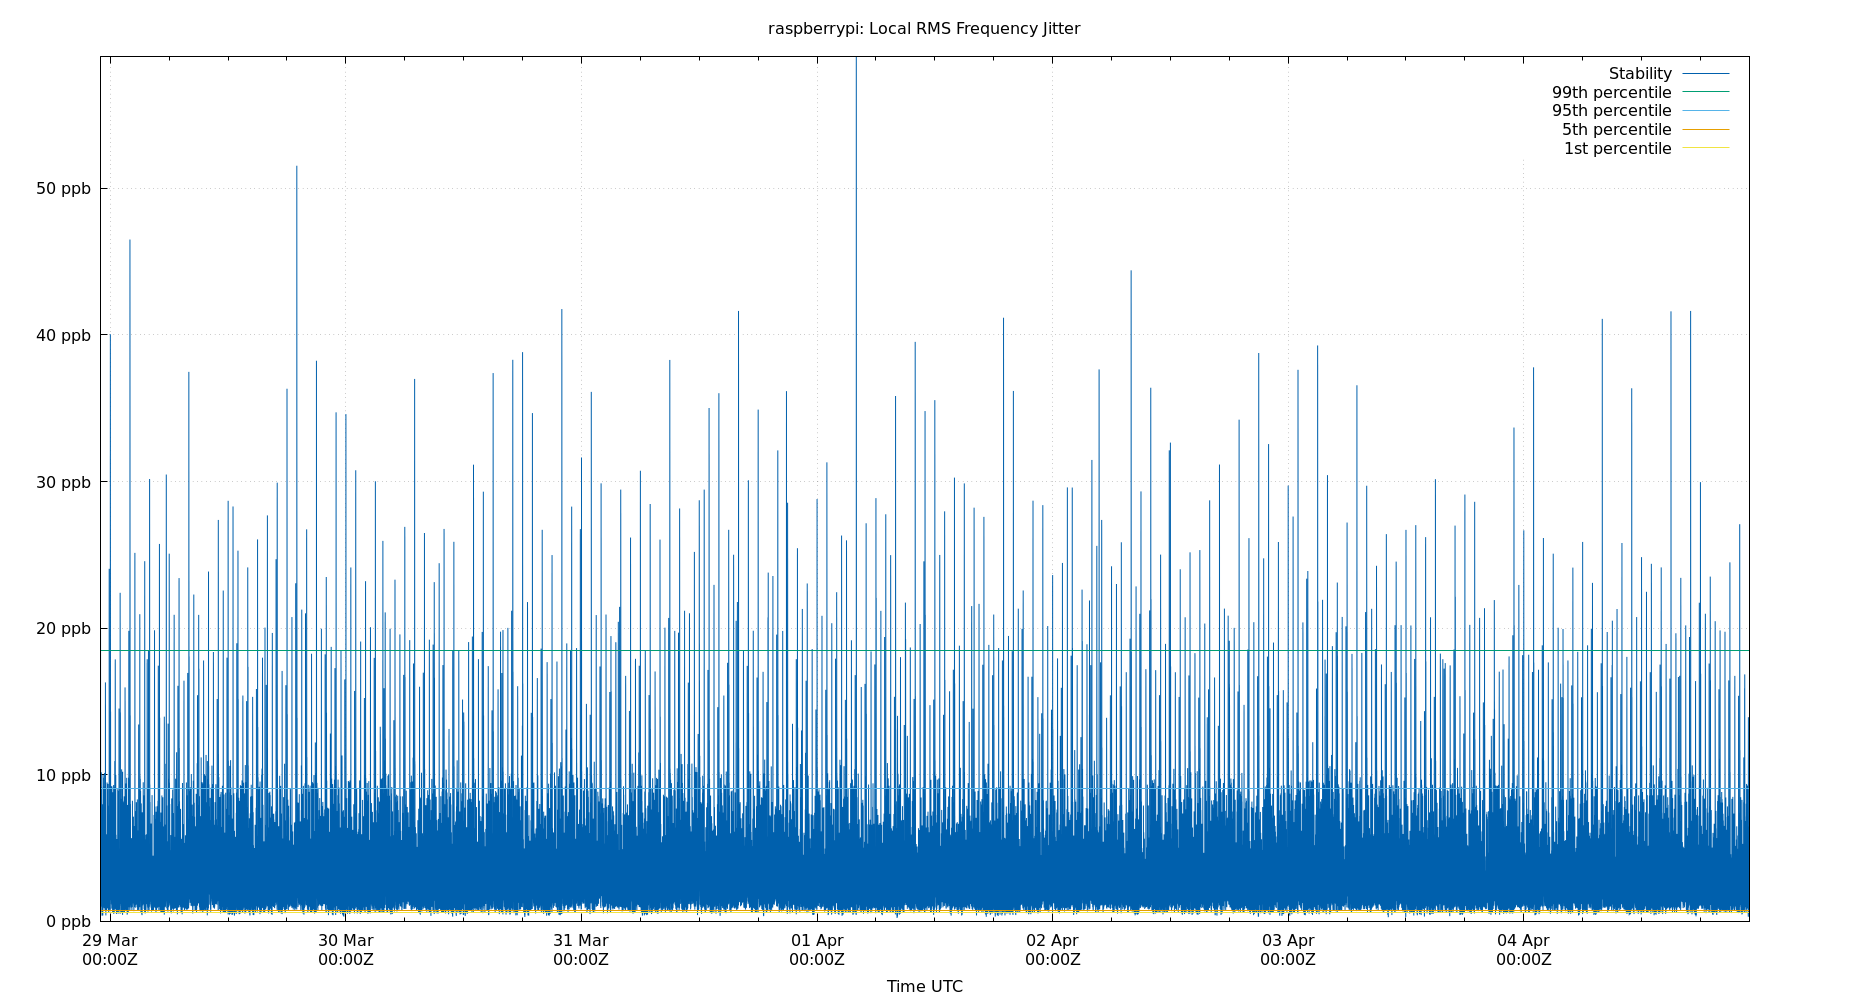 raspberrypi: Local RMS Frequency Jitter
Stability
99th percentile
95th percentile
5th percentile
1st percentile
50 ppb
40 ppb
30 ppb
20 ppb
10 ppb
0 ppb
29 Mar 30 Mar 31 Mar 01 Apr 02 Apr 03 Apr 04 Apr
00:00Z 00:00Z 00:00Z 00:00Z 00:00Z 00:00Z 00:00Z
Time UTC